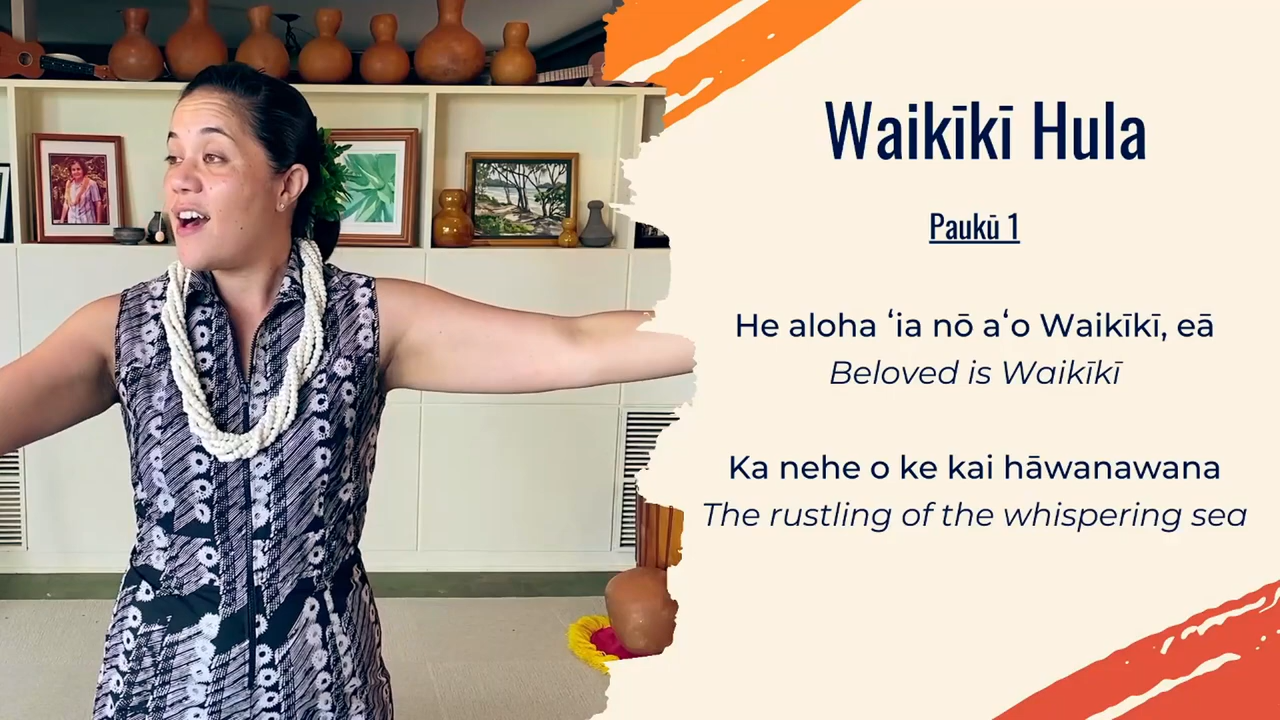 Waikīkī Hula
Paukū 1
He aloha ʻia nō aʻo Waikīkī, eā
Beloved is Waikīkī
Ka nehe o ke kai hāwanawana
The rustling of the whispering sea